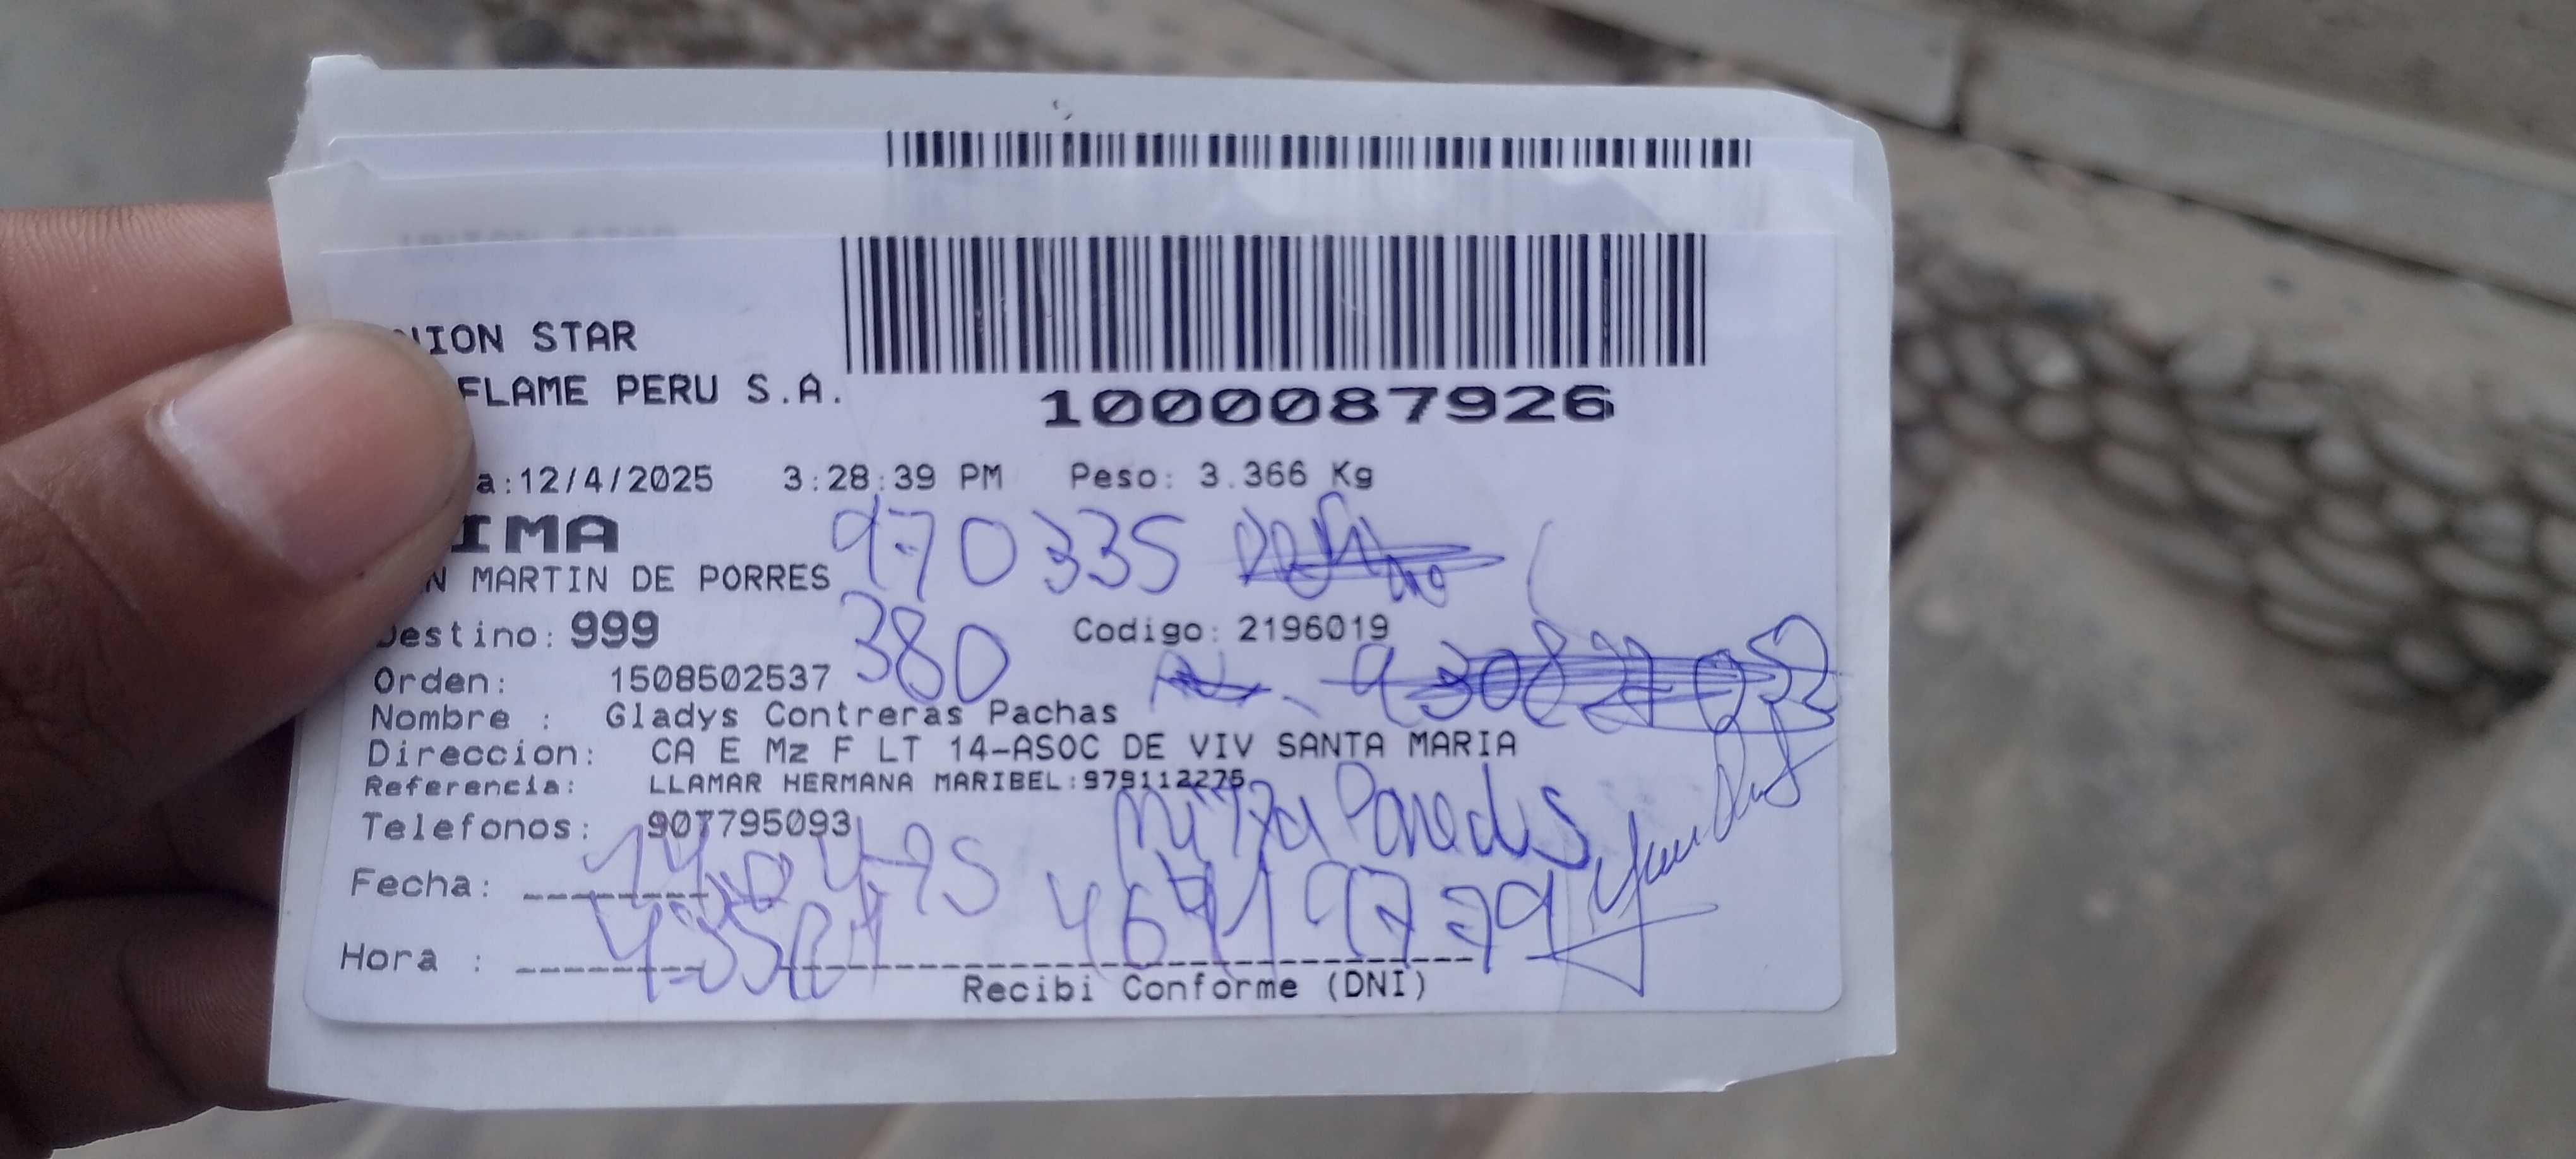 NION STAR
FLAME PERU S.A.
1000087926
a:12/4/2025 3:28:39 PM Peso: 3.366 Kg
IMA
970335
N MARTIN DE PORRES
380
Destino: 999 Codigo: 2196019
Orden: 1508502537
Nombre : Gladys Contreras Pachas
Direccion: CA E Mz F LT 14-ASOC DE VIV SANTA MARIA
Referencia: LLAMAR HERMANA MARIBEL:979112275
Telefonos: 907795093
Paredes
Fecha:
Hora :
Recibi Conforme (DNI)